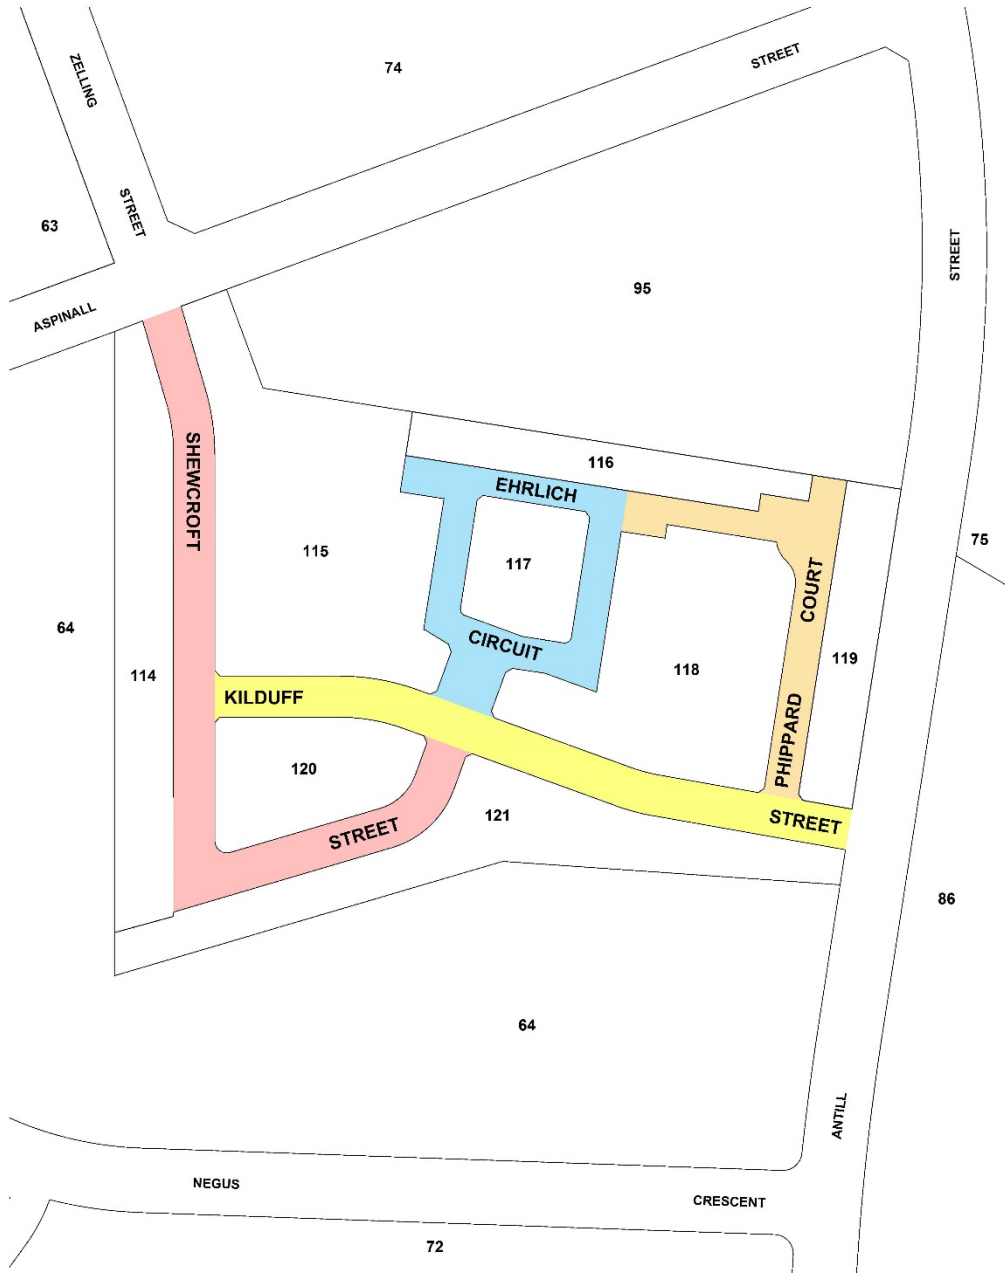 74
STREET
ZELLING
STREET
63
STREET
95
ASPINALL
SHEWCROFT
116
EHRLICH
75
115
117
COURT
64
CIRCUIT
119
118
114
KILDUFF
PHIPPARD
120
121
STREET
STREET
86
64
ANTILL
NEGUS
CRESCENT
72